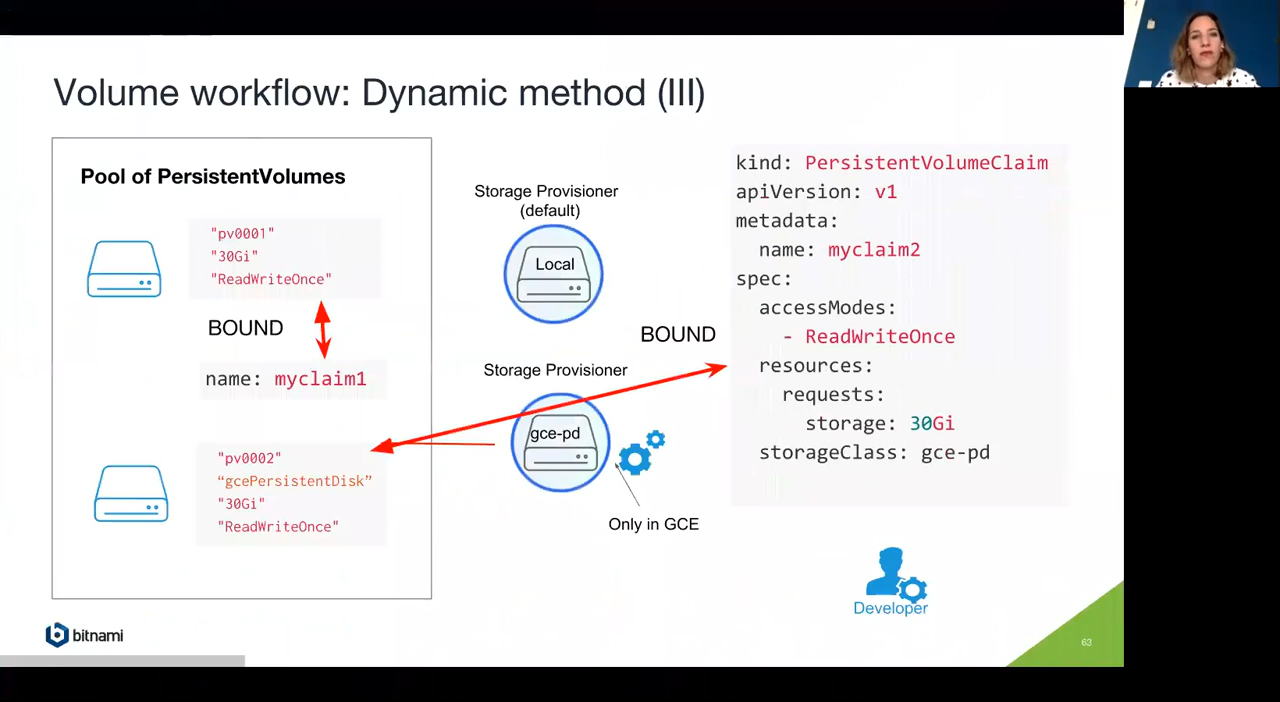 Volume workflow: Dynamic method (III)
Pool of PersistentVolumes
"pv0001"
"30Gi"
"ReadWriteOnce"
BOUND
name: myclaim1
"pv0002"
“gcePersistentDisk”
"30Gi"
"ReadWriteOnce"
Storage Provisioner
(default)
Local
Storage Provisioner
gce-pd
Only in GCE
BOUND
kind: PersistentVolumeClaim
apiVersion: v1
metadata:
name: myclaim2
spec:
accessModes:
- ReadWriteOnce
resources:
requests:
storage: 30Gi
storageClass: gce-pd
Developer
bitnami
63